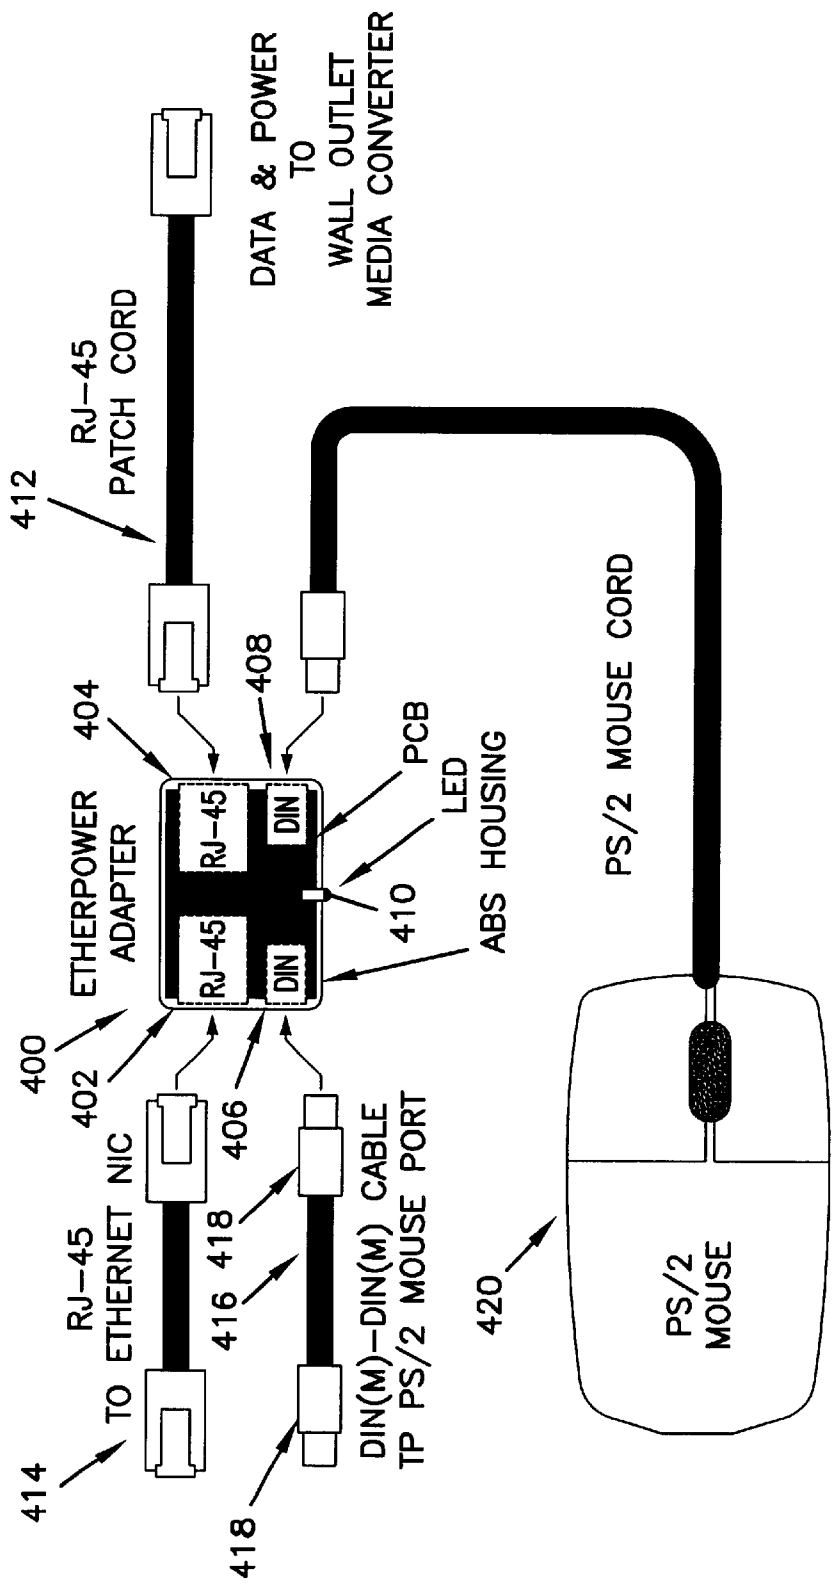 414
RJ-45
TO ETHERNET NIC
400
402
ETHERPOWER
ADAPTER
404
412
RJ-45
PATCH CORD
DATA & POWER
TO
WALL OUTLET
MEDIA CONVERTER
RJ-45
RJ-45
DIN
DIN
418
416
418
406
408
410
DIN(M)-DIN(M) CABLE
TP PS/2 MOUSE PORT
PCB
LED
ABS HOUSING
420
PS/2 MOUSE CORD
PS/2
MOUSE